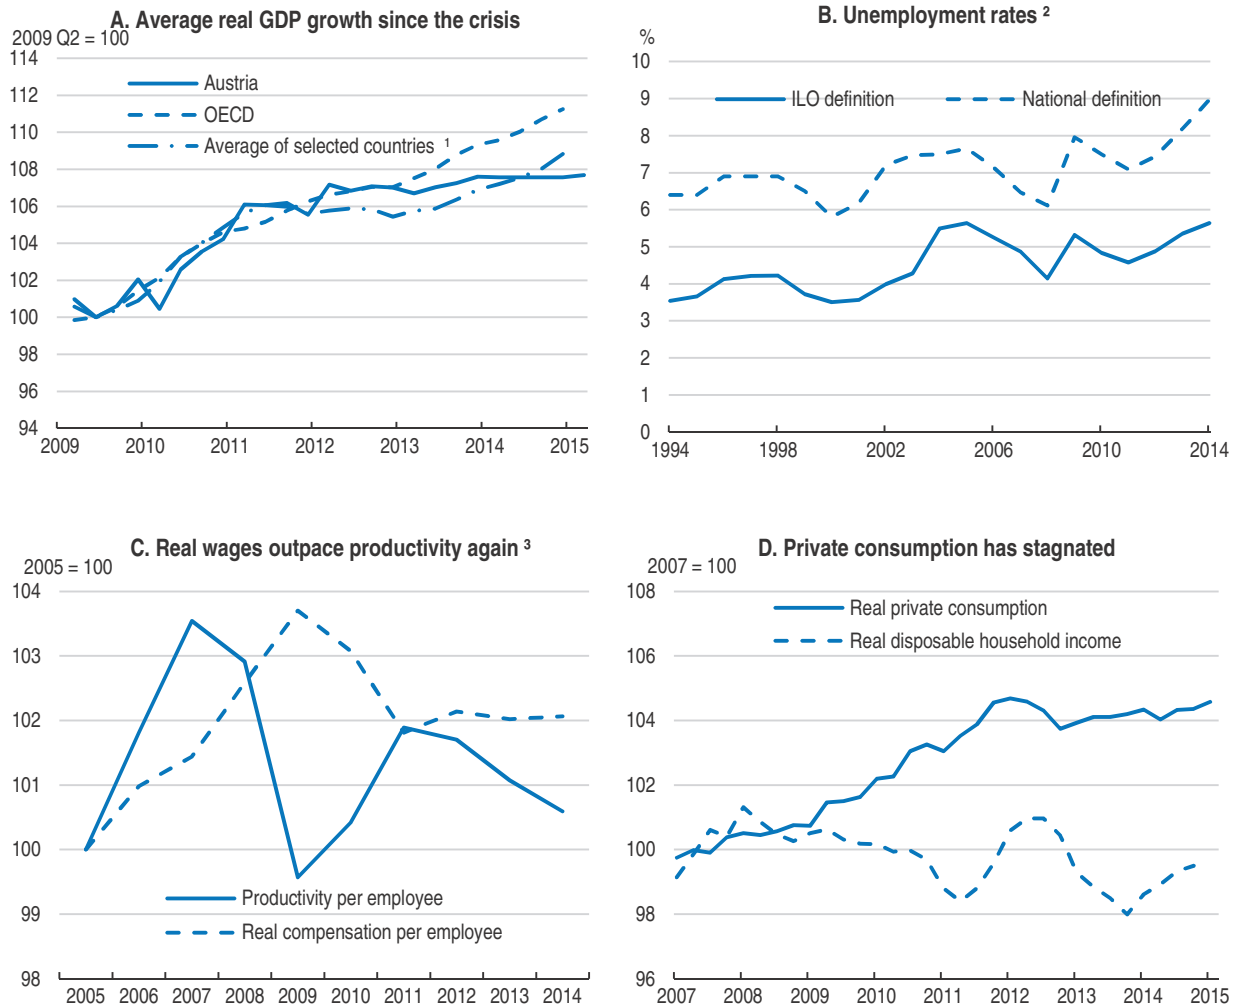 A. Average real GDP growth since the crisis
2009 Q2 = 100
114
112
110
108
106
104
102
100
98
96
94
Austria
OECD
Average of selected countries ¹
2009 2010 2011 2012 2013 2014 2015
B. Unemployment rates ²
%
10
9
8
7
6
5
4
3
2
1
0
ILO definition National definition
1994 1998 2002 2006 2010 2014
C. Real wages outpace productivity again ³
2005 = 100
104
103
102
101
100
99
98
Productivity per employee
Real compensation per employee
2005 2006 2007 2008 2009 2010 2011 2012 2013 2014
D. Private consumption has stagnated
2007 = 100
108
106
104
102
100
98
96
Real private consumption
Real disposable household income
2007 2008 2009 2010 2011 2012 2013 2014 2015